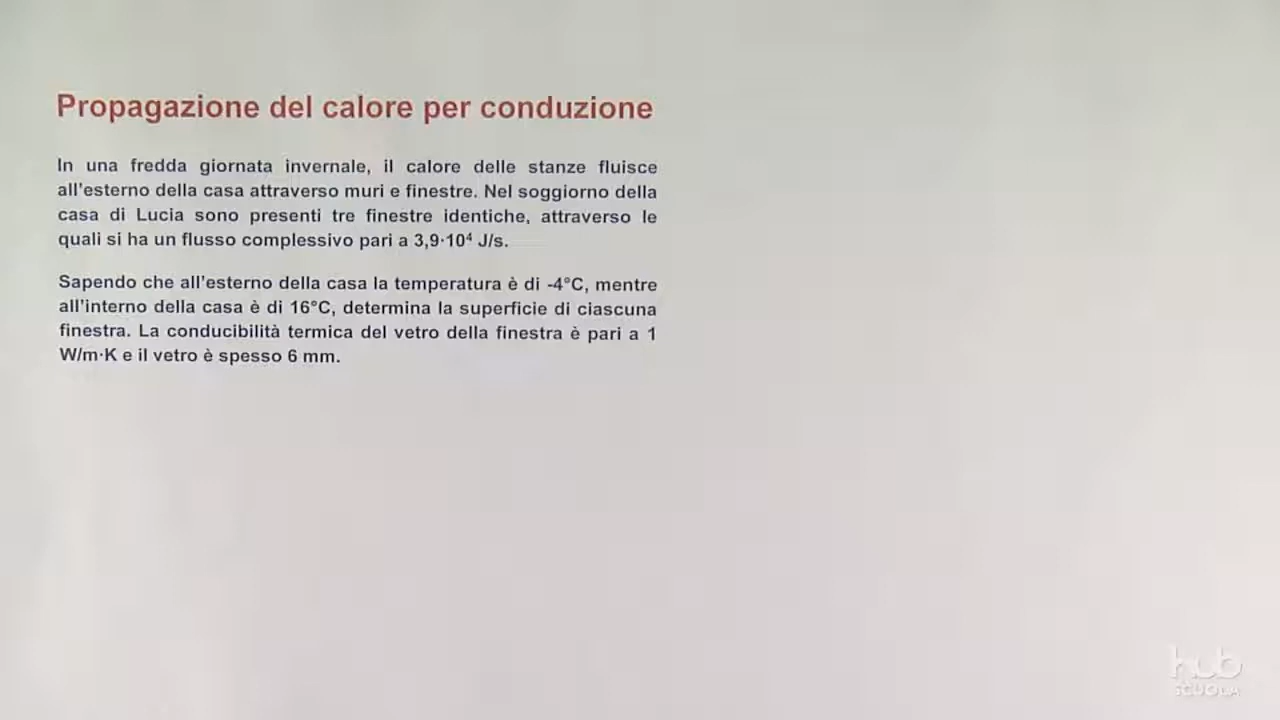 Propagazione del calore per conduzione
In una fredda giornata invernale, il calore delle stanze fluisce
all'esterno della casa attraverso muri e finestre. Nel soggiorno della
casa di Lucia sono presenti tre finestre identiche, attraverso le
quali si ha un flusso complessivo pari a 3,9·10⁴ J/s.
Sapendo che all'esterno della casa la temperatura è di -4°C, mentre
all'interno della casa è di 16°C, determina la superficie di ciascuna
finestra. La conducibilità termica del vetro della finestra è pari a 1
W/m·K e il vetro è spesso 6 mm.
hub
SCUOLA